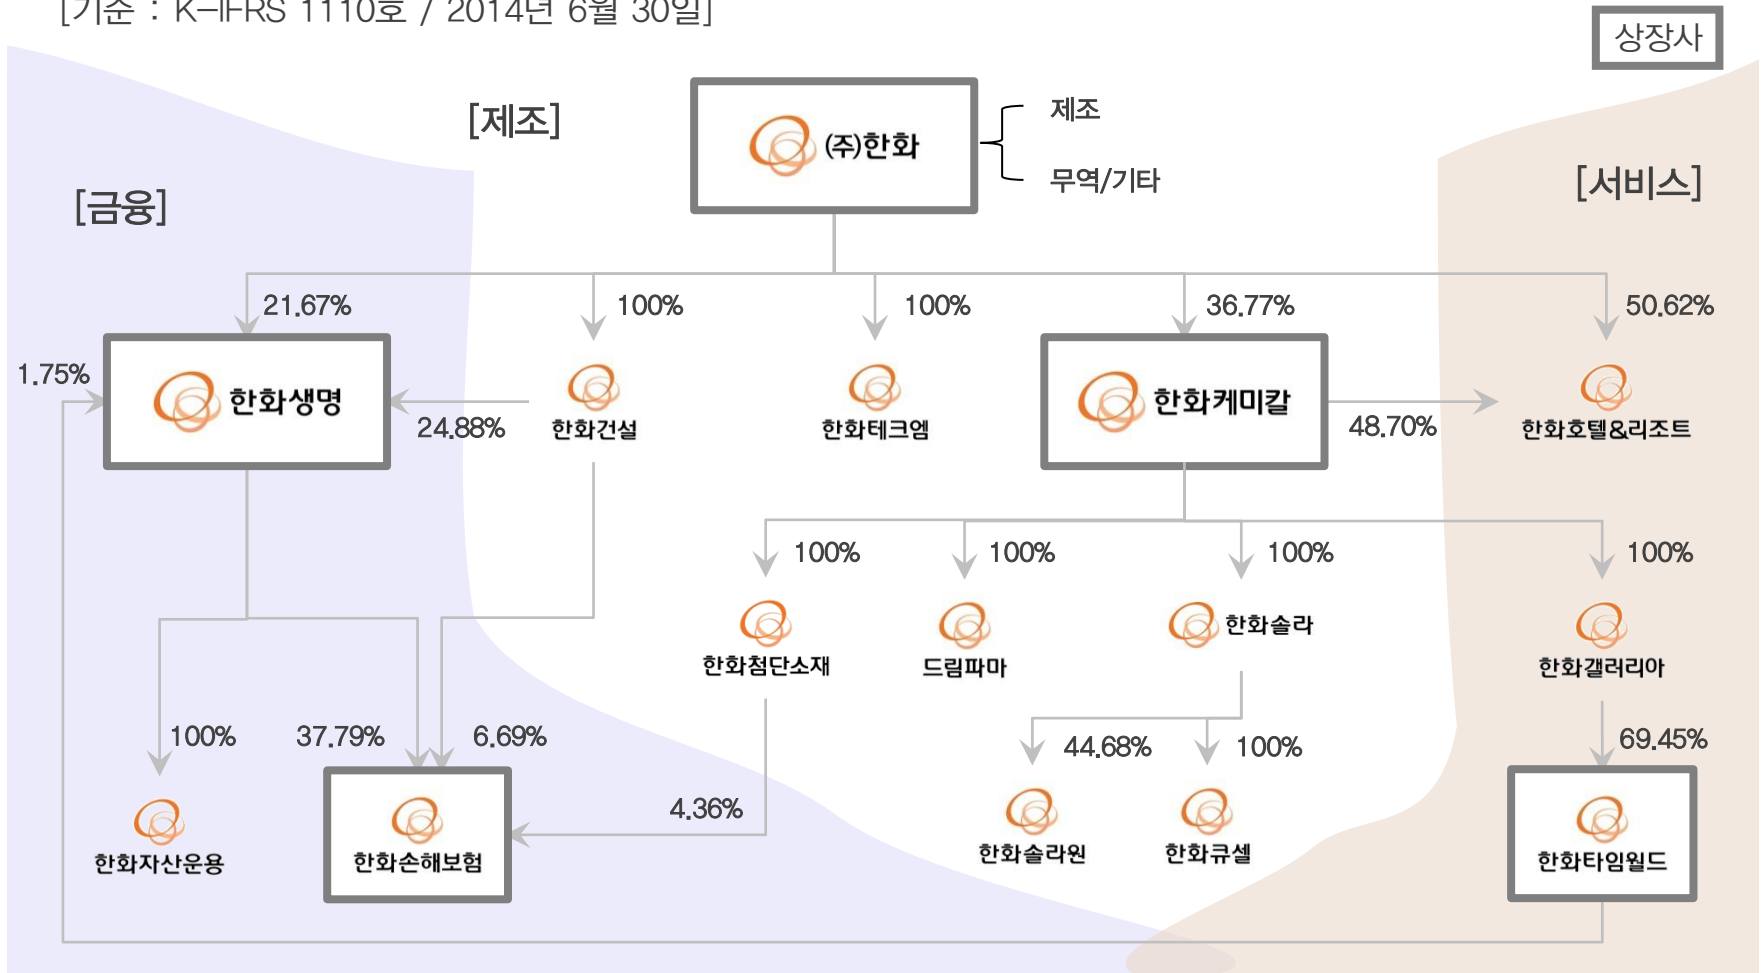 [기준 : K-IFRS 1110호 / 2014년 6월 30일]
상장사
[제조]
(주)한화
제조
무역/기타
[금융]
[서비스]
21.67%
100%
100%
36.77%
50.62%
1.75%
한화생명
24.88%
한화건설
한화테크엠
한화케미칼
48.70%
한화호텔&리조트
100%
100%
100%
100%
한화첨단소재
드림파마
한화솔라
한화갤러리아
100%
37.79%
6.69%
44.68%
100%
69.45%
4.36%
한화자산운용
한화손해보험
한화솔라원
한화큐셀
한화타임월드